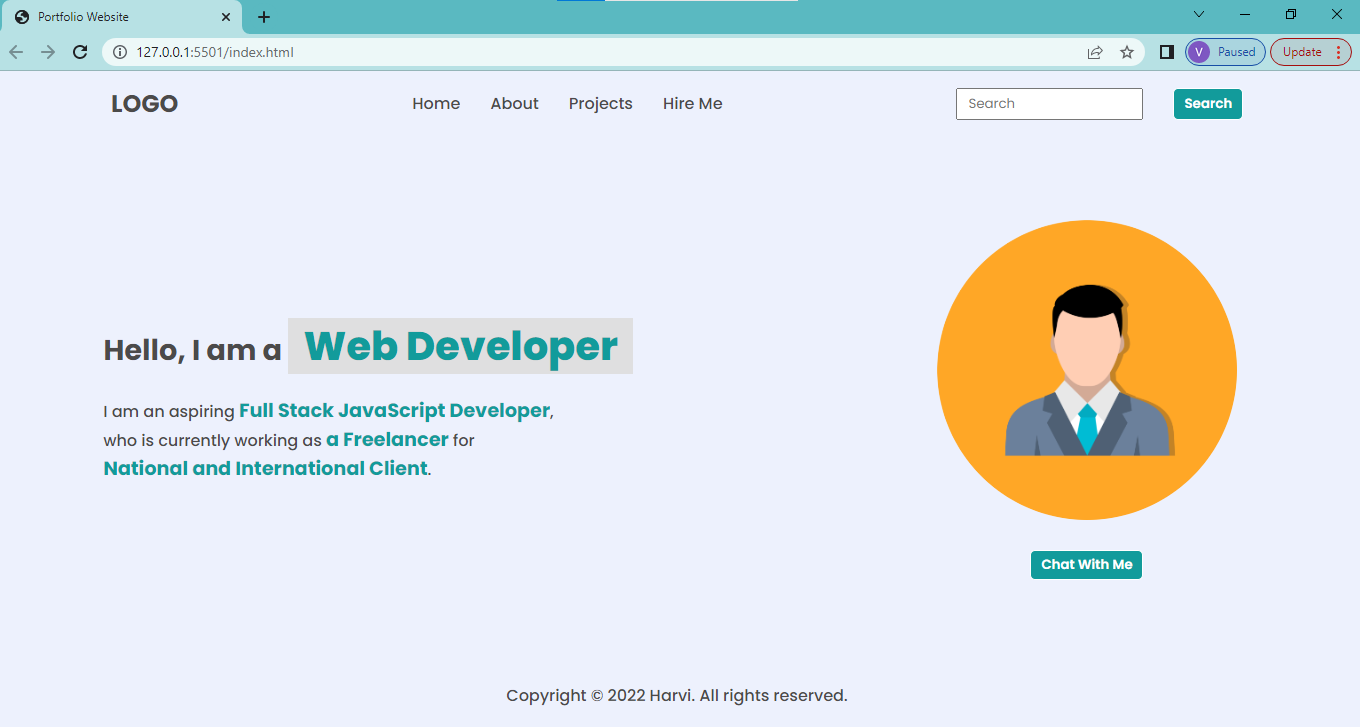 Portfolio Website
127.0.0.1:5501/index.html
V Paused Update
LOGO Home About Projects Hire Me Search Search
Hello, I am a Web Developer
I am an aspiring Full Stack JavaScript Developer,
who is currently working as a Freelancer for
National and International Client.
Chat With Me
Copyright © 2022 Harvi. All rights reserved.